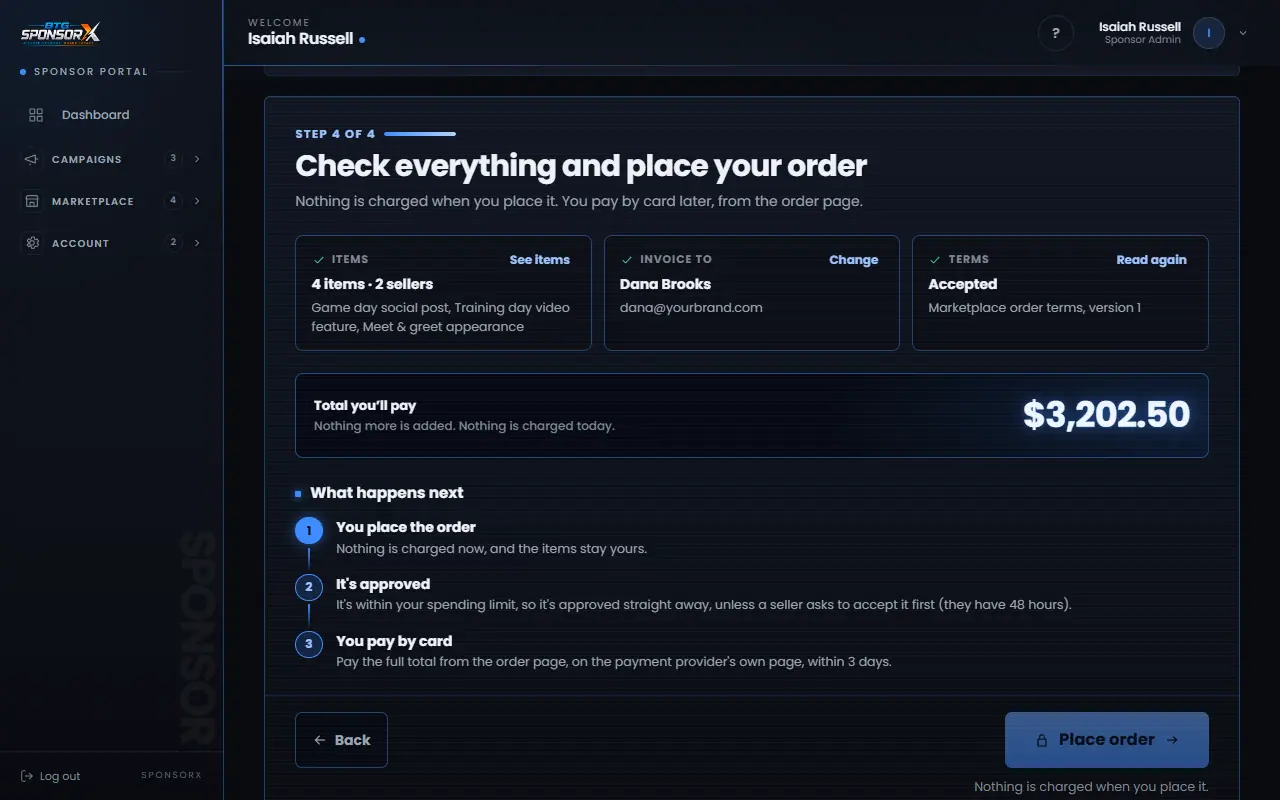 BTG
SPONSORX
SPONSOR PORTAL
Dashboard
CAMPAIGNS 3
MARKETPLACE 4
ACCOUNT 2
SPONSOR
Log out
SPONSORX
WELCOME
Isaiah Russell
?
Isaiah Russell
Sponsor Admin
I
STEP 4 OF 4
Check everything and place your order
Nothing is charged when you place it. You pay by card later, from the order page.
ITEMS See items
4 items · 2 sellers
Game day social post, Training day video
feature, Meet & greet appearance
INVOICE TO Change
Dana Brooks
dana@yourbrand.com
TERMS Read again
Accepted
Marketplace order terms, version 1
Total you’ll pay
Nothing more is added. Nothing is charged today.
$3,202.50
What happens next
1 You place the order
Nothing is charged now, and the items stay yours.
2 It's approved
It's within your spending limit, so it's approved straight away, unless a seller asks to accept it first (they have 48 hours).
3 You pay by card
Pay the full total from the order page, on the payment provider's own page, within 3 days.
Back
Place order
Nothing is charged when you place it.